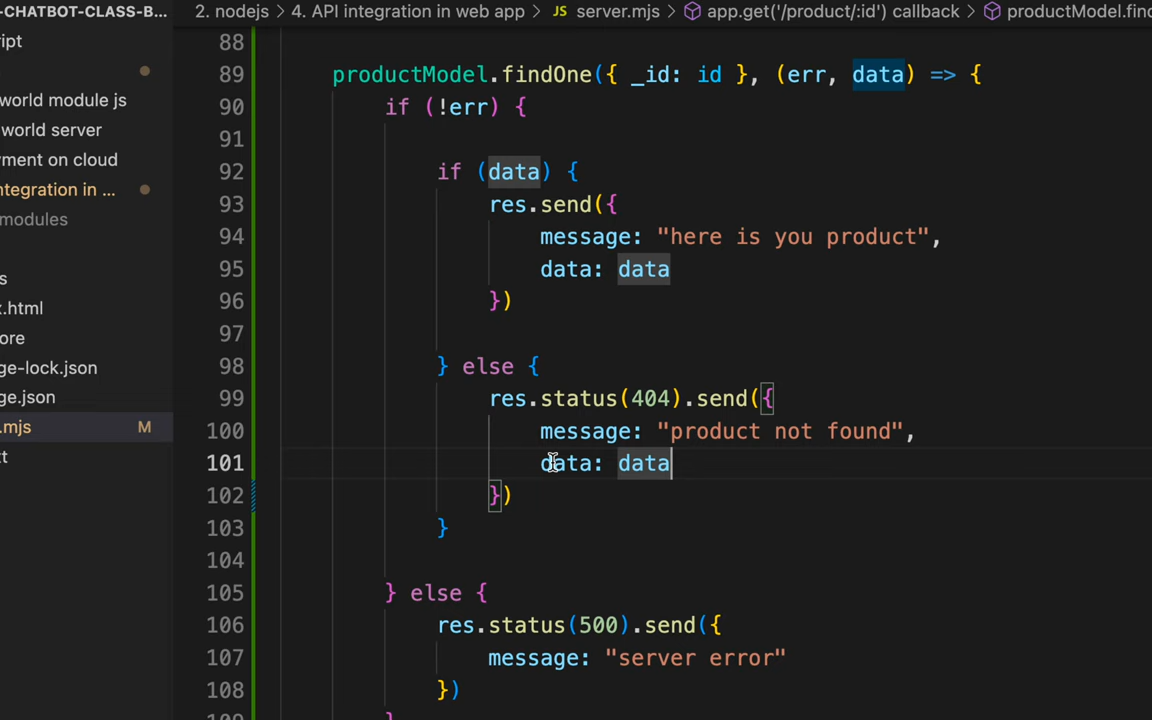 -CHATBOT-CLASS-B...
2. nodejs > 4. API integration in web app > JS server.mjs > app.get('/product/:id') callback > productModel.find
ript
world module js
world server
ment on cloud
ntegration in ...
modules
s
.html
ore
ge-lock.json
ge.json
.mjs M
tt
88
89 productModel.findOne({ _id: id }, (err, data) => {
90 if (!err) {
91
92 if (data) {
93 res.send({
94 message: "here is you product",
95 data: data
96 })
97
98 } else {
99 res.status(404).send({
100 message: "product not found",
101 data: data
102 })
103 }
104
105 } else {
106 res.status(500).send({
107 message: "server error"
108 })
109 }